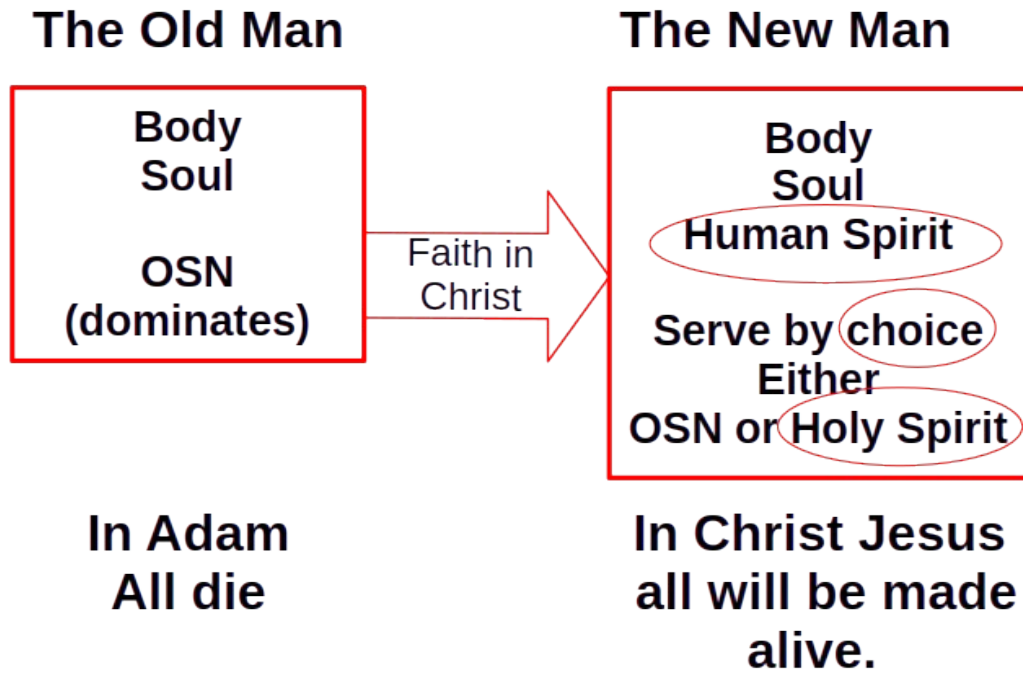 The Old Man
Body
Soul
OSN
(dominates)
In Adam
All die
Faith in
Christ
The New Man
Body
Soul
Human Spirit
Serve by choice
Either
OSN or Holy Spirit
In Christ Jesus
all will be made
alive.